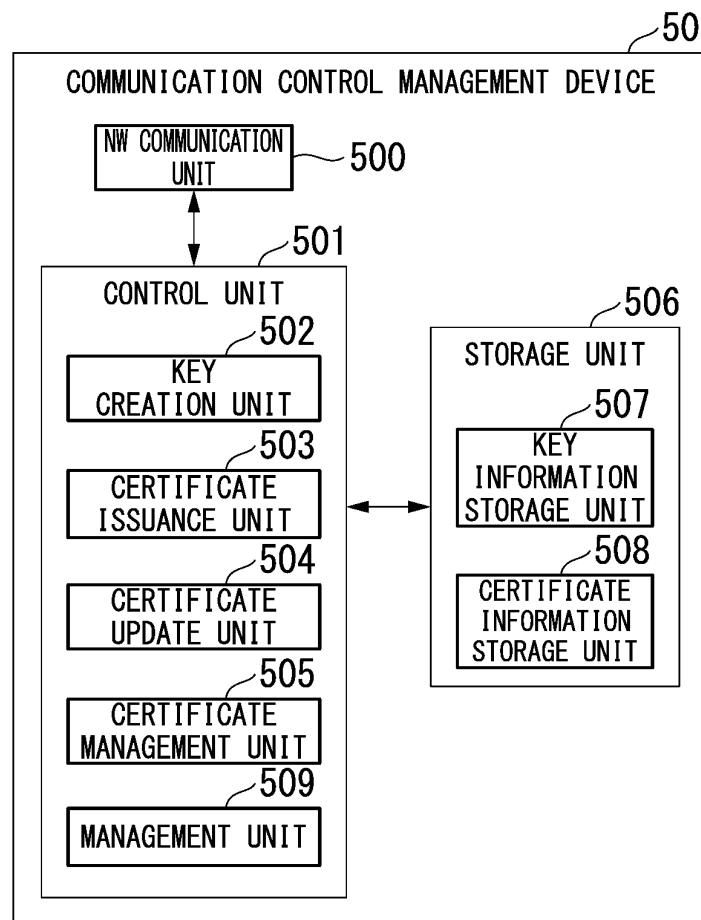 50
COMMUNICATION CONTROL MANAGEMENT DEVICE
NW COMMUNICATION
UNIT
500
501
CONTROL UNIT
502
KEY
CREATION UNIT
503
CERTIFICATE
ISSUANCE UNIT
504
CERTIFICATE
UPDATE UNIT
505
CERTIFICATE
MANAGEMENT UNIT
509
MANAGEMENT UNIT
506
STORAGE UNIT
507
KEY
INFORMATION
STORAGE UNIT
508
CERTIFICATE
INFORMATION
STORAGE UNIT